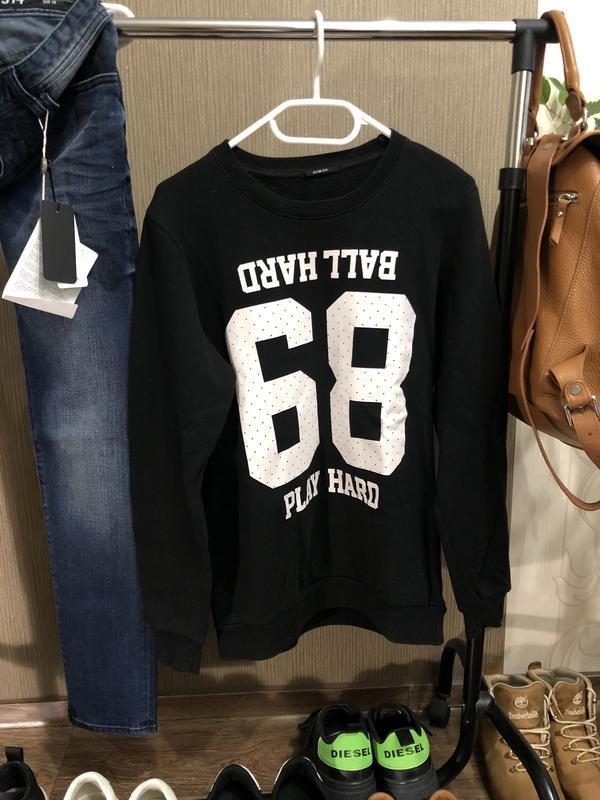 BALL HARD
68
PLAY HARD
DIESEL
DIESEL
Timberland